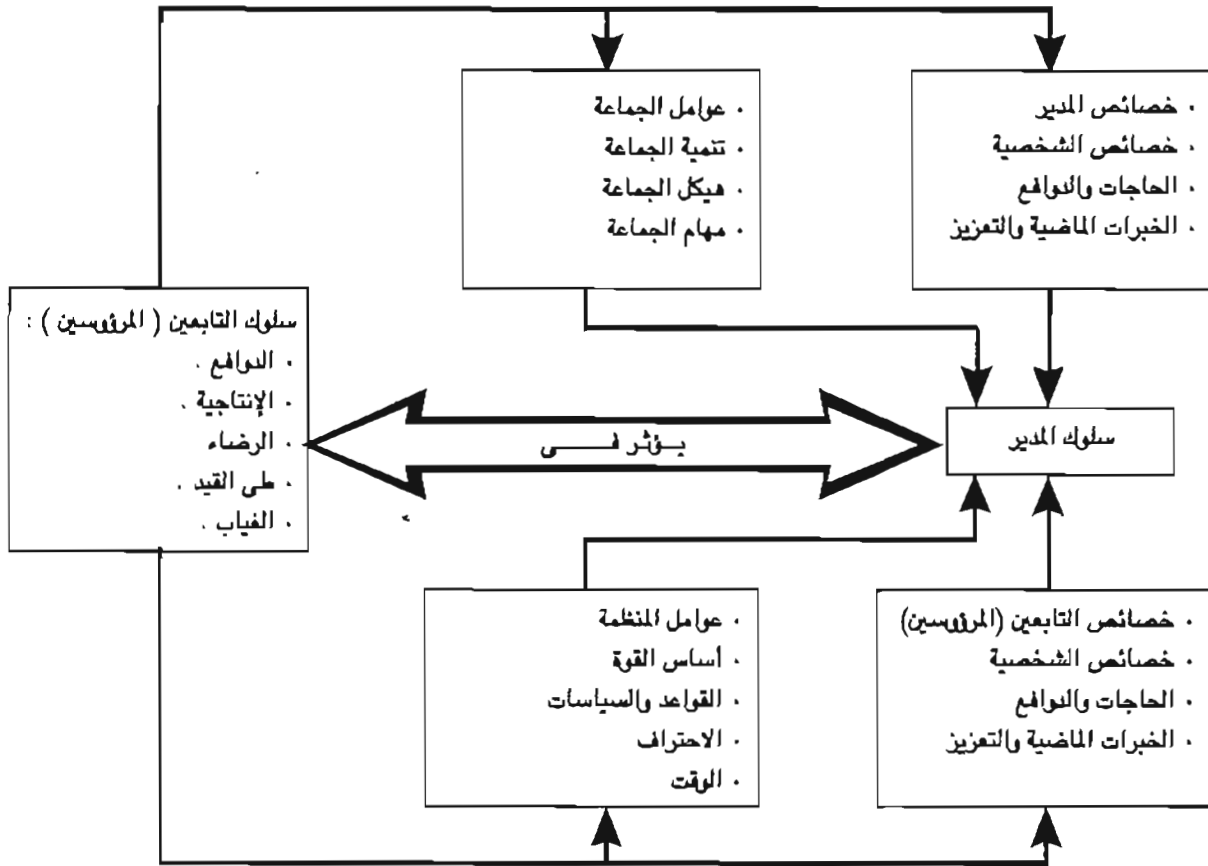 · خصائص المدير
· خصائص الشخصية
· الحاجات والدوافع
· الخبرات الماضية والتعزيز
· عوامل الجماعة
· تنمية الجماعة
· هيكل الجماعة
· مهام الجماعة
سلوك التابعين ( المرؤوسين ) :
· الدوافع .
· الإنتاجية .
· الرضاء
· طى القيد .
· الغياب .
يؤثر فــــى
سلوك المدير
· خصائص التابعين (المرؤوسين)
· خصائص الشخصية
· الحاجات والدوافع
· الخبرات الماضية والتعزيز
· عوامل المنظمة
· أساس القوة
· القواعد والسياسات
· الاحتراف
· الوقت